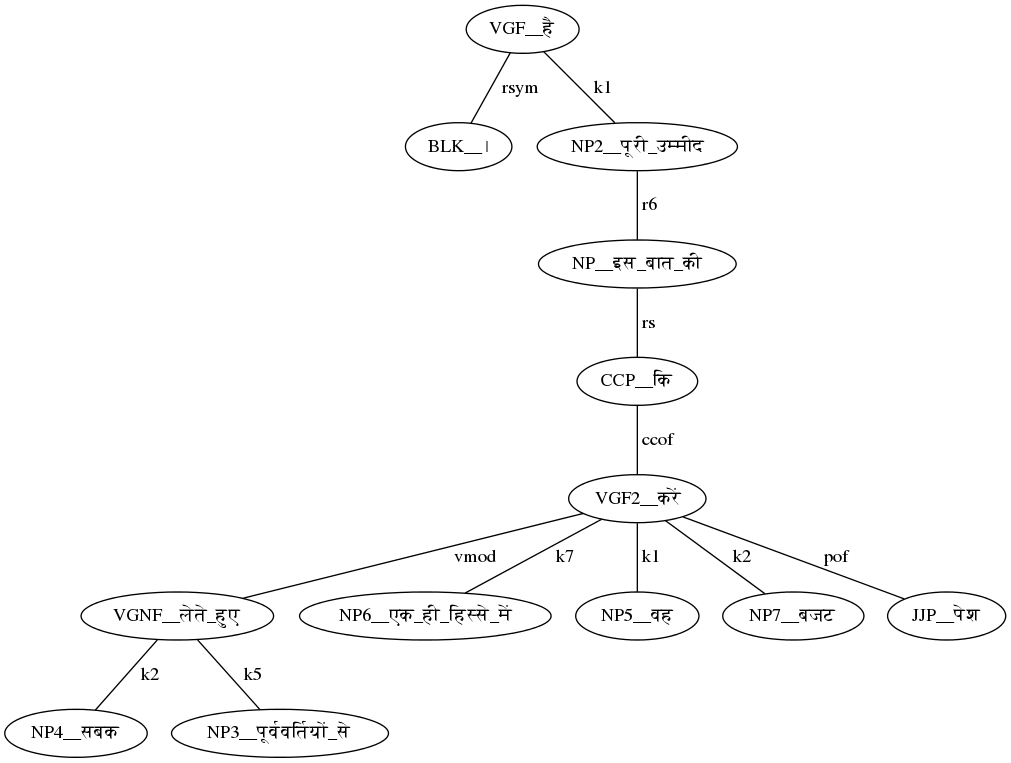 VGF__है
rsym k1
BLK__। NP2__पूरी_उम्मीद
r6
NP__इस_बात_की
rs
CCP__कि
ccof
VGF2__करें
vmod k7 k1 k2 pof
VGNF__लेते_हुए NP6__एक_ही_हिस्से_में NP5__वह NP7__बजट JJP__पेश
k2 k5
NP4__सबक NP3__पूर्ववर्तियों_से